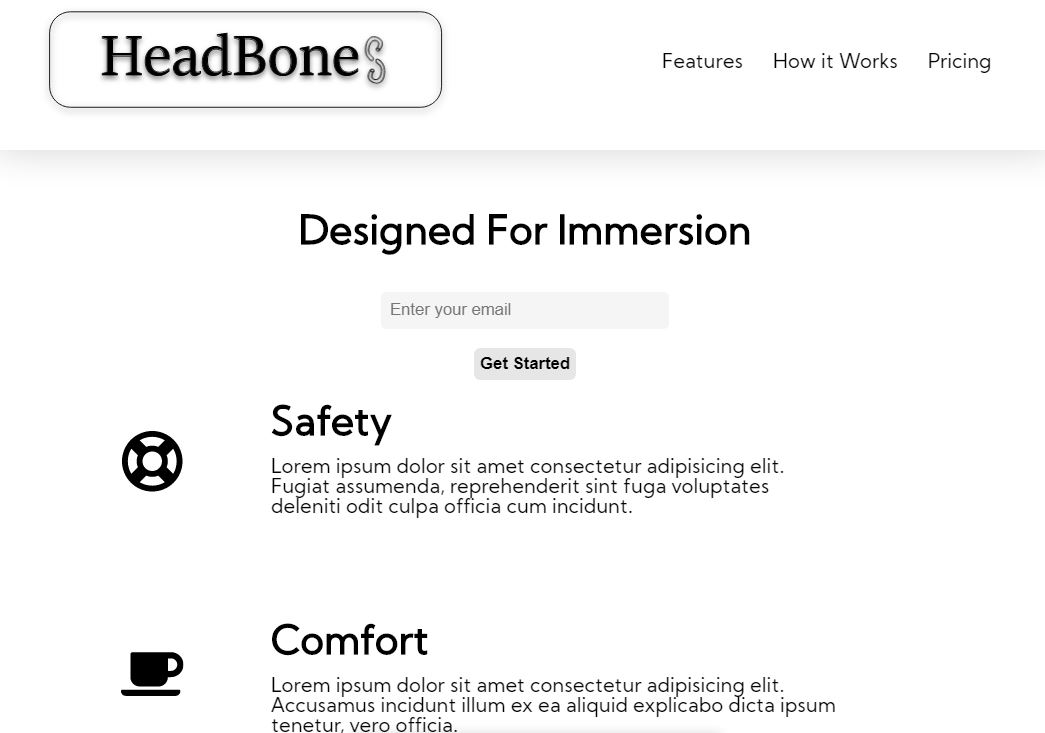 HeadBone
Features
How it Works
Pricing
Designed For Immersion
Enter your email
Get Started
Safety
Lorem ipsum dolor sit amet consectetur adipisicing elit.
Fugiat assumenda, reprehenderit sint fuga voluptates
deleniti odit culpa officia cum incidunt.
Comfort
Lorem ipsum dolor sit amet consectetur adipisicing elit.
Accusamus incidunt illum ex ea aliquid explicabo dicta ipsum
tenetur, vero officia.